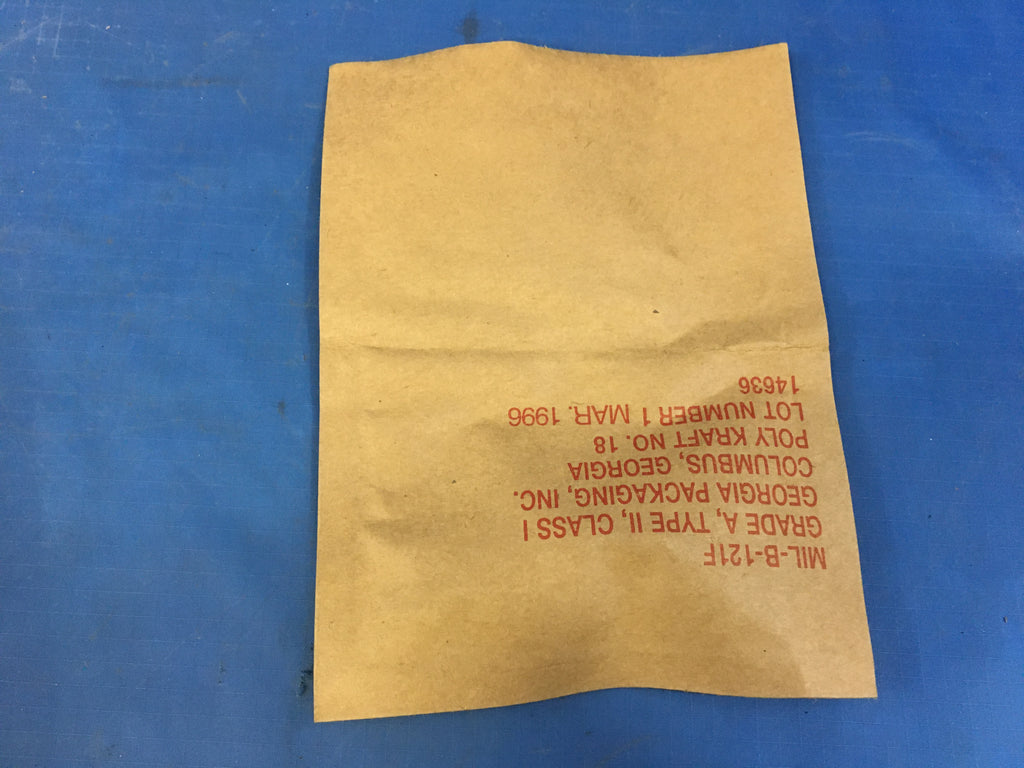 MIL-B-121F
GRADE A, TYPE II, CLASS I
GEORGIA PACKAGING, INC.
COLUMBUS, GEORGIA
POLY KRAFT NO. 18
LOT NUMBER 1 MAR. 1996
14636